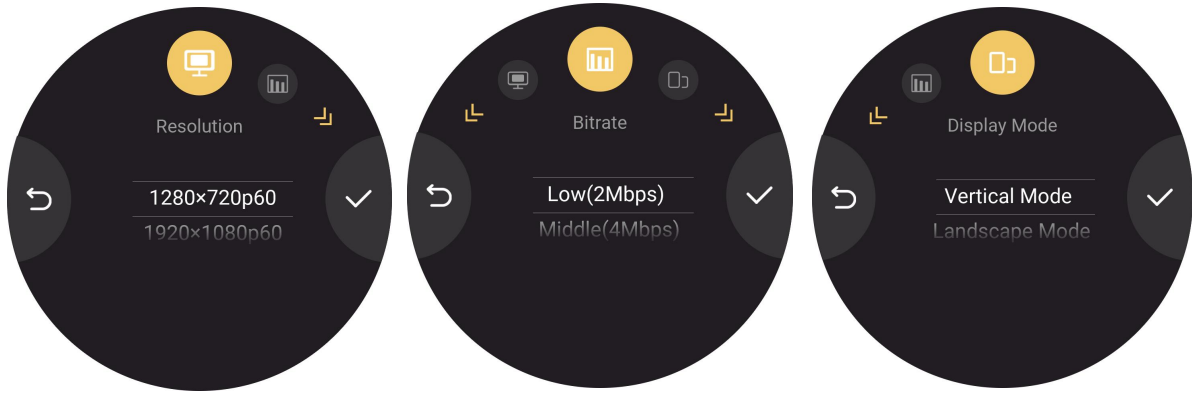 Resolution
1280×720p60
1920×1080p60
Bitrate
Low(2Mbps)
Middle(4Mbps)
Display Mode
Vertical Mode
Landscape Mode